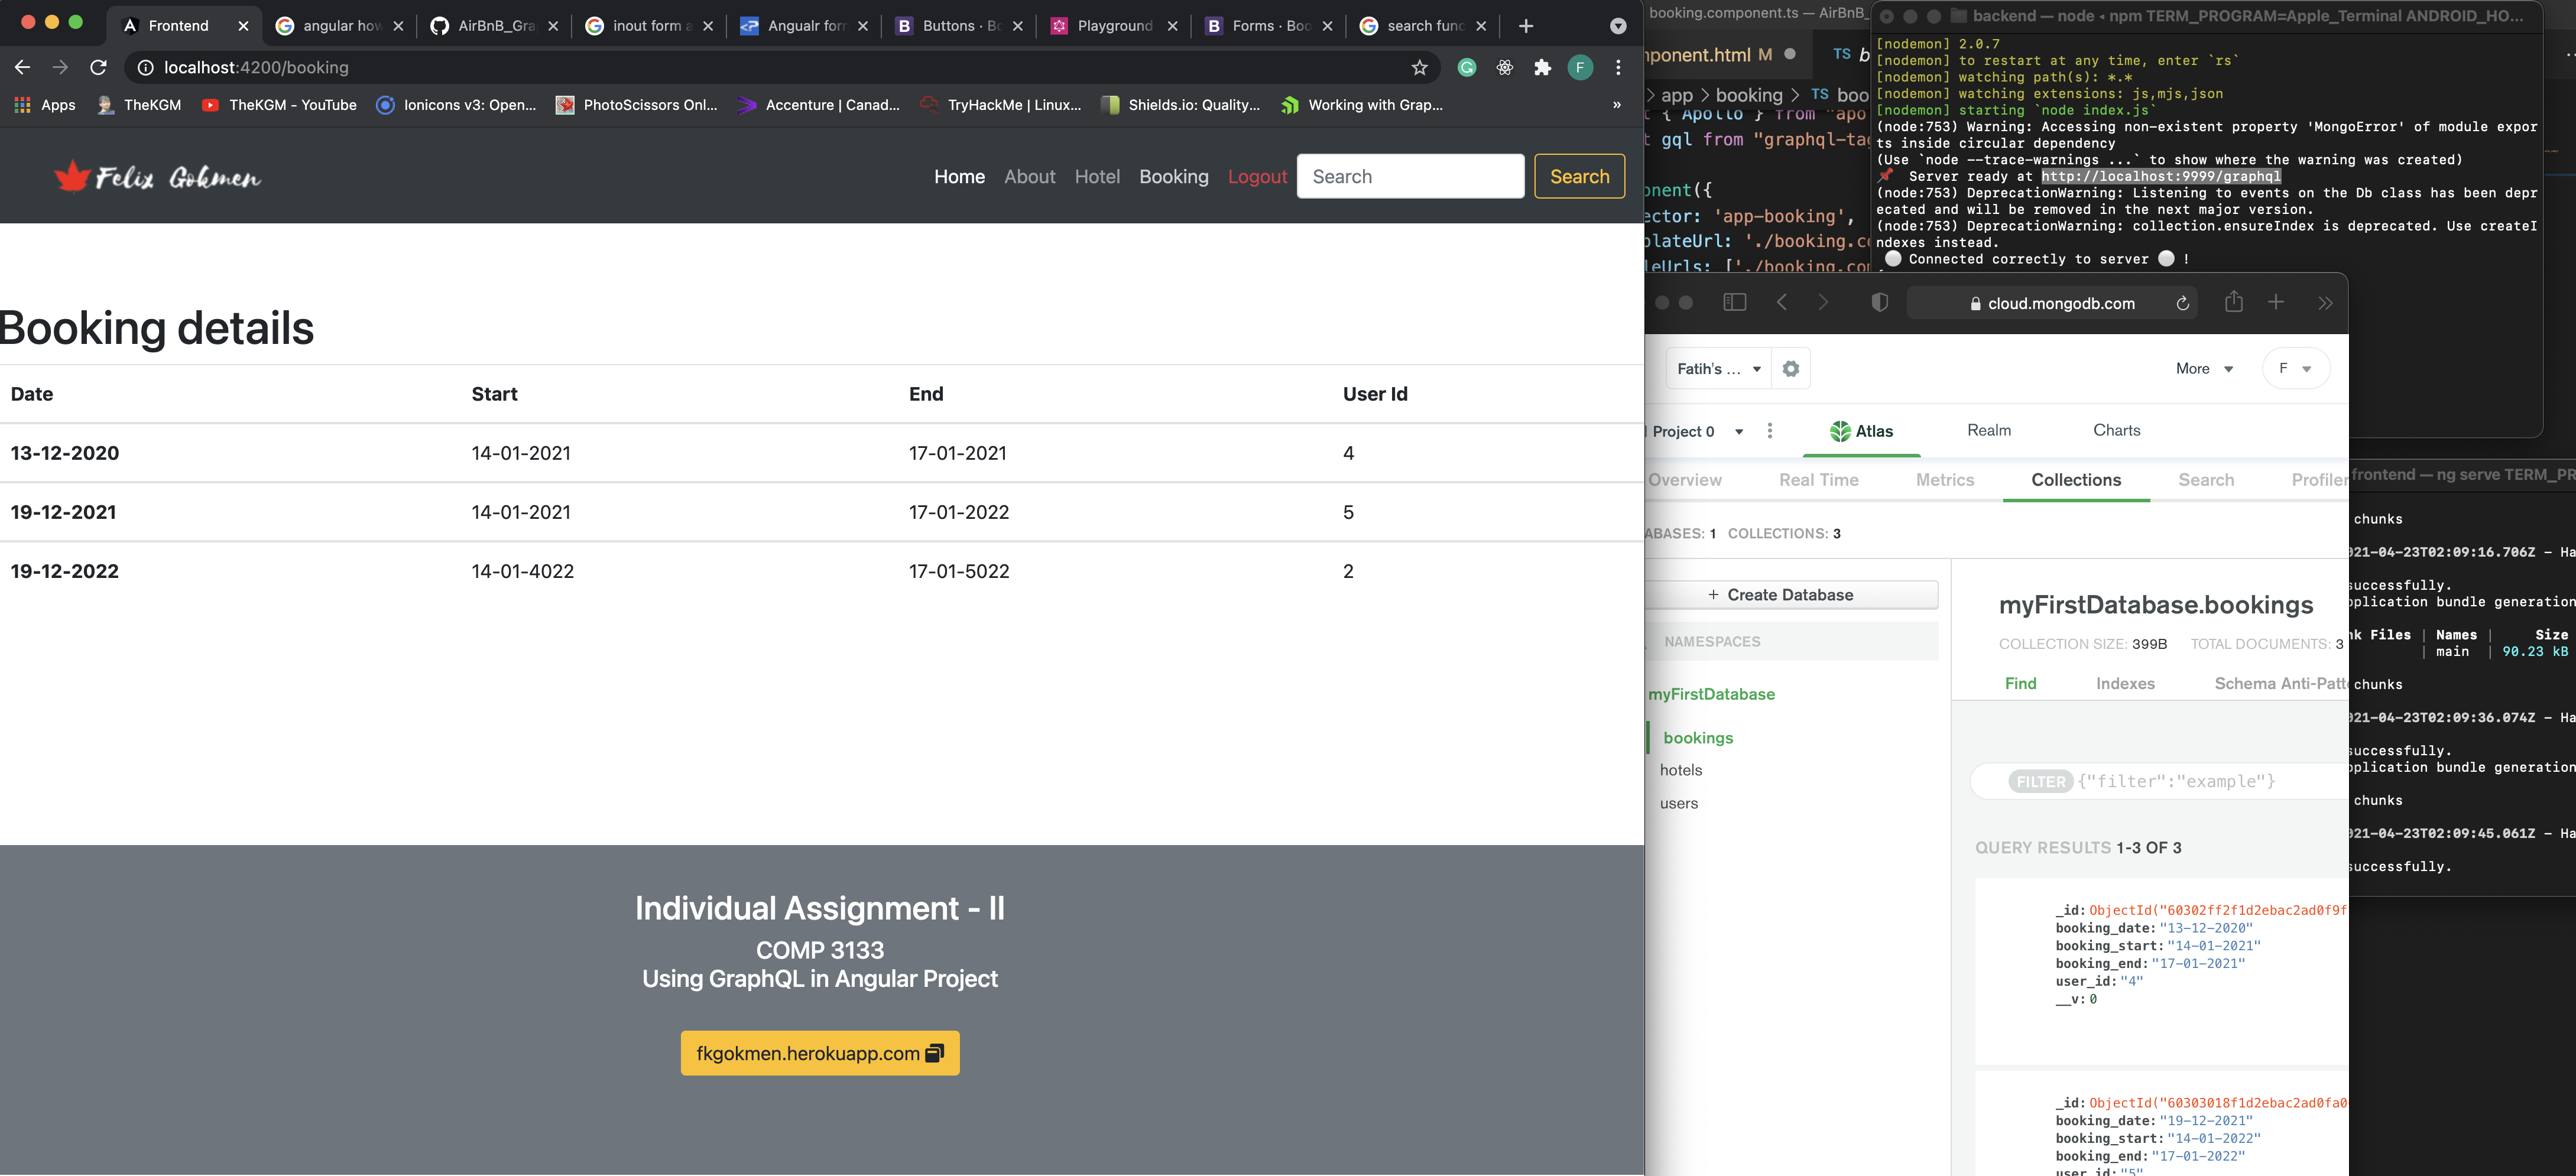 Frontend
angular how
AirBnB_Gra
inout form a
Angualr form
Buttons · Bo
Playground
Forms · Boo
search func
localhost:4200/booking
Apps
TheKGM
TheKGM - YouTube
Ionicons v3: Open...
PhotoScissors Onl...
Accenture | Canad...
TryHackMe | Linux...
Shields.io: Quality...
Working with Grap...
»
Felix Gokmen
Home About Hotel Booking Logout Search Search
Booking details
Date Start End User Id
13-12-2020 14-01-2021 17-01-2021 4
19-12-2021 14-01-2021 17-01-2022 5
19-12-2022 14-01-4022 17-01-5022 2
Individual Assignment - II
COMP 3133
Using GraphQL in Angular Project
fkgokmen.herokuapp.com
booking.component.ts — AirBnB_
ponent.html M
TS b
> app > booking > TS boo
t { Apollo } from "apo
t gql from "graphql-tag
ponent({
ector: 'app-booking',
plateUrl: './booking.co
leUrls: ['./booking.com
backend — node ◂ npm TERM_PROGRAM=Apple_Terminal ANDROID_HO...
[nodemon] 2.0.7
[nodemon] to restart at any time, enter `rs`
[nodemon] watching path(s): *.*
[nodemon] watching extensions: js,mjs,json
[nodemon] starting `node index.js`
(node:753) Warning: Accessing non-existent property 'MongoError' of module expor
ts inside circular dependency
(Use `node --trace-warnings ...` to show where the warning was created)
📌 Server ready at http://localhost:9999/graphql
(node:753) DeprecationWarning: Listening to events on the Db class has been depr
ecated and will be removed in the next major version.
(node:753) DeprecationWarning: collection.ensureIndex is deprecated. Use createI
ndexes instead.
⚪ Connected correctly to server ⚪ !
cloud.mongodb.com
Fatih's ...
More
F
Project 0
Atlas
Realm
Charts
Overview Real Time Metrics Collections Search Profiler
ABASES: 1 COLLECTIONS: 3
+ Create Database
NAMESPACES
myFirstDatabase
bookings
hotels
users
myFirstDatabase.bookings
COLLECTION SIZE: 399B TOTAL DOCUMENTS: 3
Find Indexes Schema Anti-Patte
FILTER {"filter":"example"}
QUERY RESULTS 1-3 OF 3
_id: ObjectId("60302ff2f1d2ebac2ad0f9f
booking_date: "13-12-2020"
booking_start: "14-01-2021"
booking_end: "17-01-2021"
user_id: "4"
__v: 0
_id: ObjectId("60303018f1d2ebac2ad0fa0
booking_date: "19-12-2021"
booking_start: "14-01-2022"
booking_end: "17-01-2022"
user_id: "5"
frontend — ng serve TERM_PR
chunks
021-04-23T02:09:16.706Z - Ha
successfully.
pplication bundle generation
nk Files | Names | Size
| main | 90.23 kB
chunks
021-04-23T02:09:36.074Z - Ha
successfully.
pplication bundle generation
chunks
021-04-23T02:09:45.061Z - Ha
successfully.